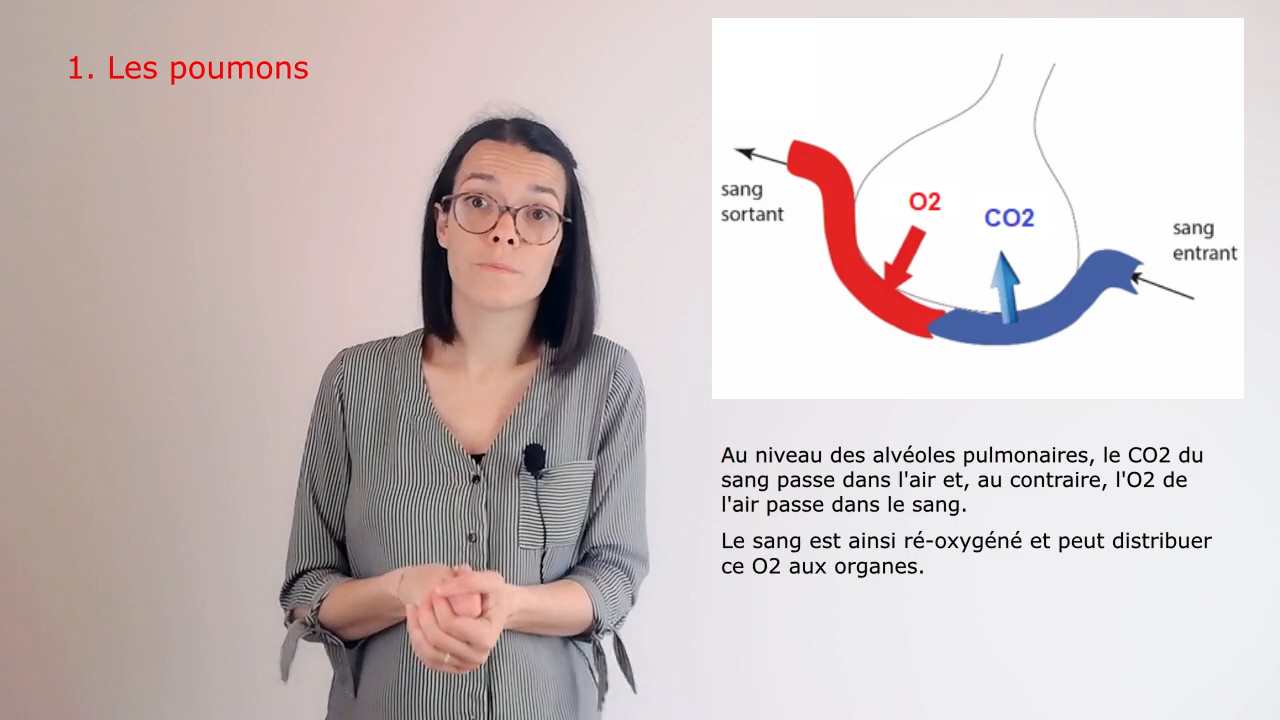 1. Les poumons
sang
sortant
O2
CO2
sang
entrant
Au niveau des alvéoles pulmonaires, le CO2 du
sang passe dans l'air et, au contraire, l'O2 de
l'air passe dans le sang.
Le sang est ainsi ré-oxygéné et peut distribuer
ce O2 aux organes.